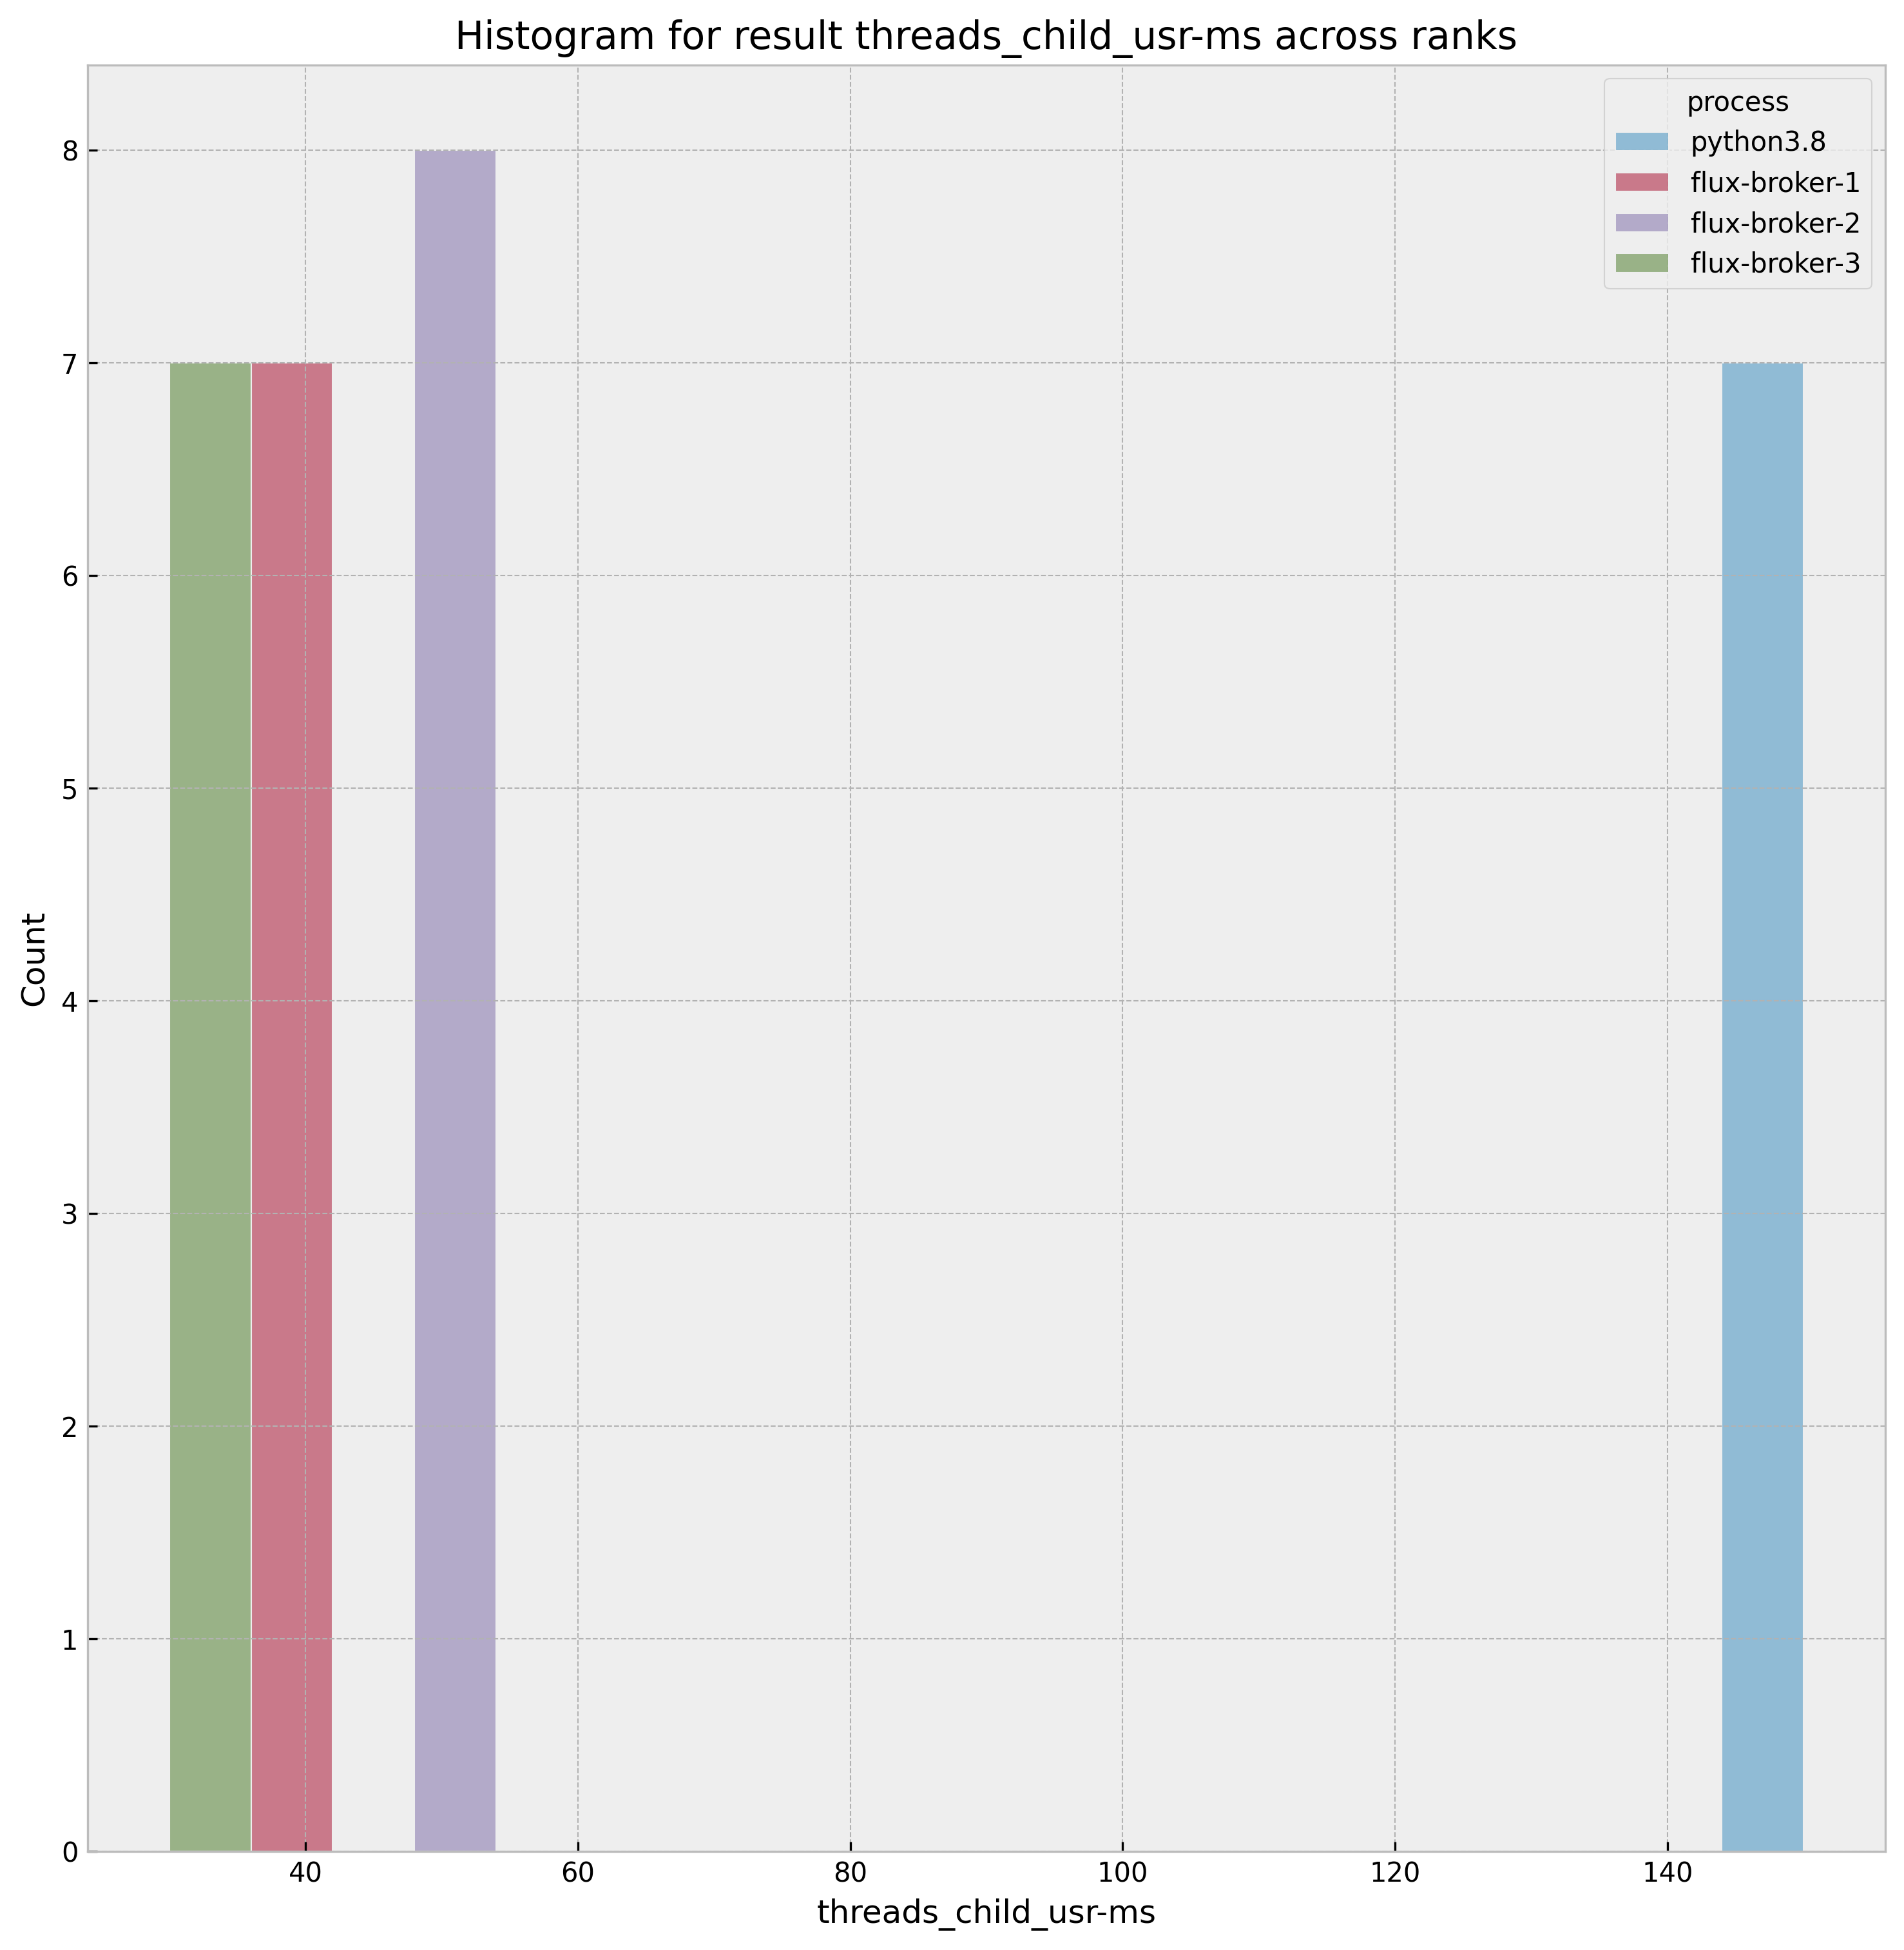 Histogram for result threads_child_usr-ms across ranks
process
python3.8
flux-broker-1
flux-broker-2
flux-broker-3
8
7
6
5
4
3
2
1
0
Count
40 60 80 100 120 140
threads_child_usr-ms